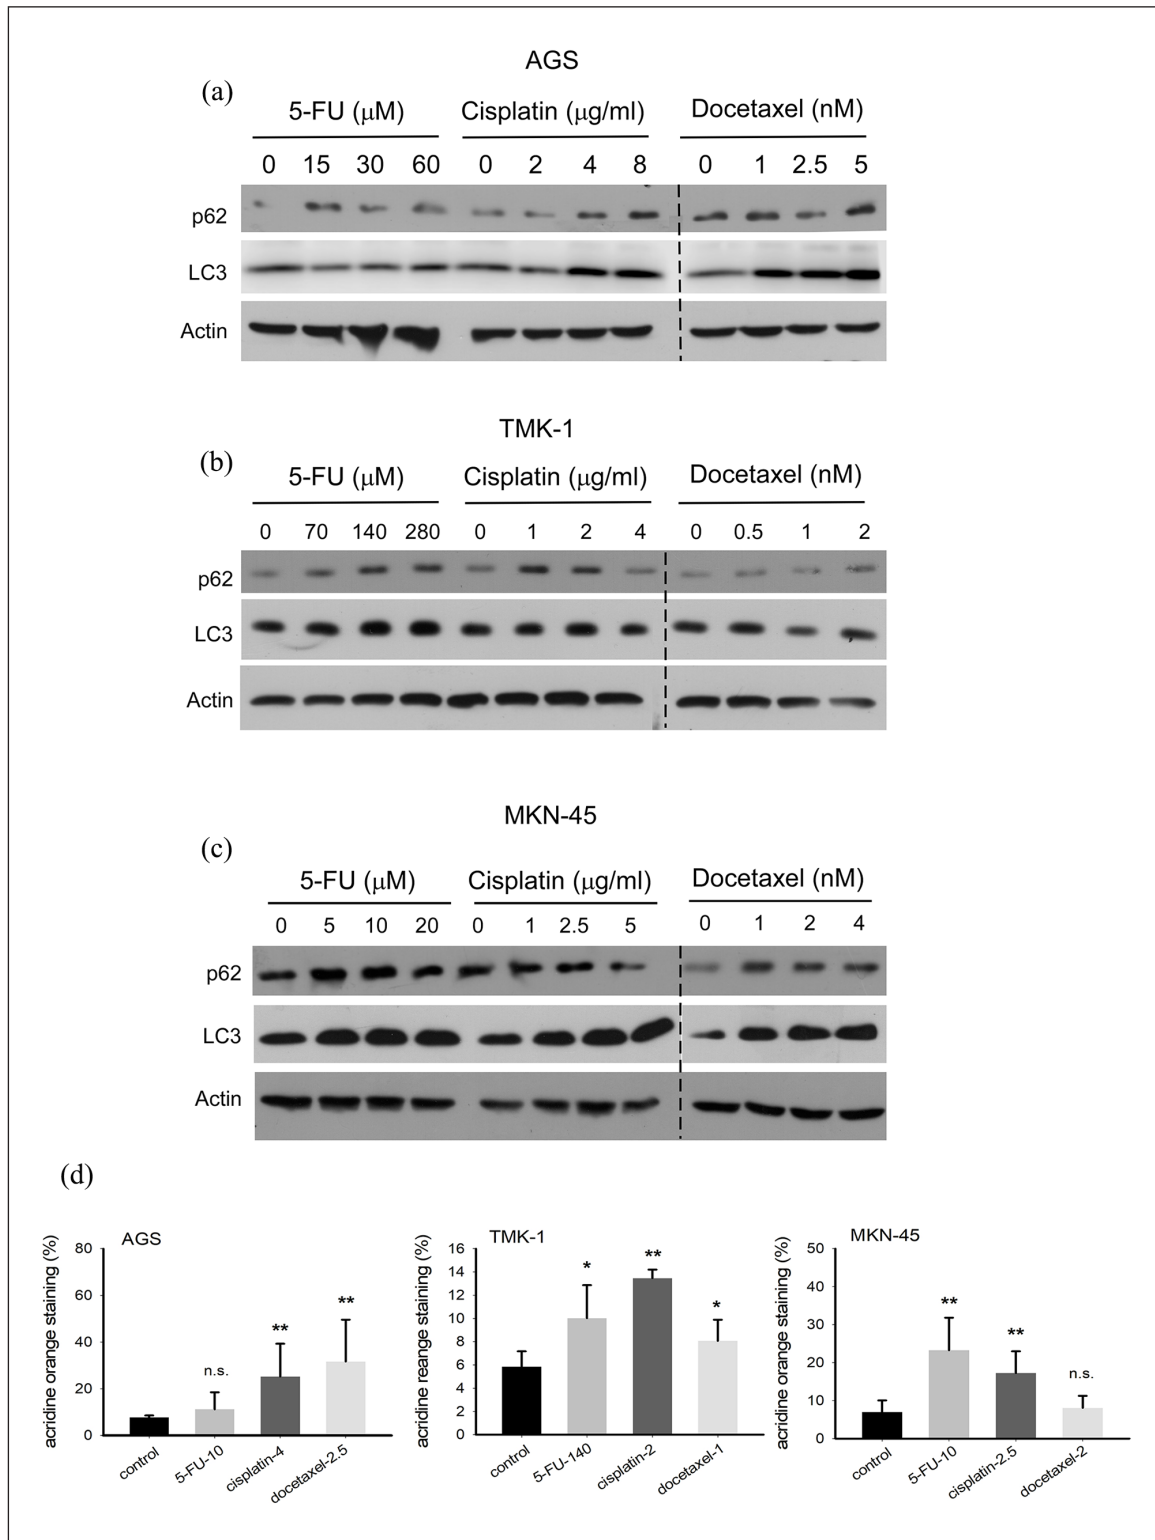 AGS
(a)
5-FU (μM) Cisplatin (μg/ml) Docetaxel (nM)
0 15 30 60 0 2 4 8 0 1 2.5 5
p62
LC3
Actin
TMK-1
(b)
5-FU (μM) Cisplatin (μg/ml) Docetaxel (nM)
0 70 140 280 0 1 2 4 0 0.5 1 2
p62
LC3
Actin
MKN-45
(c)
5-FU (μM) Cisplatin (μg/ml) Docetaxel (nM)
0 5 10 20 0 1 2.5 5 0 1 2 4
p62
LC3
Actin
(d)
AGS
acridine orange staining (%)
80
60
40
20
0
n.s.
**
**
control
5-FU-10
cisplatin-4
docetaxel-2.5
TMK-1
acridine reange staining (%)
16
14
12
10
8
6
4
2
0
*
**
*
control
5-FU-140
cisplatin-2
docetaxel-1
MKN-45
acridine orange staining (%)
50
40
30
20
10
0
**
**
n.s.
control
5-FU-10
cisplatin-2.5
docetaxel-2